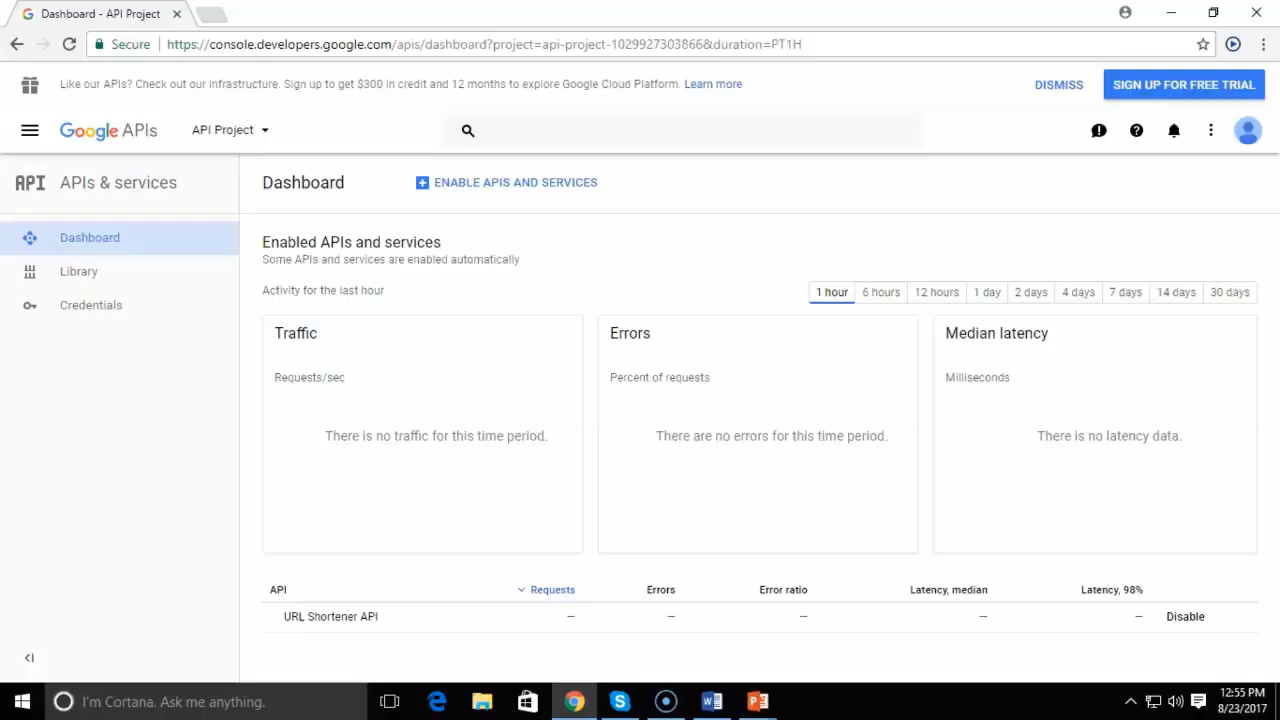 Dashboard - API Project
Secure
https://console.developers.google.com/apis/dashboard?project=api-project-1029927303866&duration=PT1H
Like our APIs? Check out our infrastructure. Sign up to get $300 in credit and 12 months to explore Google Cloud Platform. Learn more
DISMISS
SIGN UP FOR FREE TRIAL
Google APIs
API Project
API APIs & services
Dashboard
ENABLE APIS AND SERVICES
Dashboard
Library
Credentials
Enabled APIs and services
Some APIs and services are enabled automatically
Activity for the last hour
1 hour 6 hours 12 hours 1 day 2 days 4 days 7 days 14 days 30 days
Traffic
Requests/sec
There is no traffic for this time period.
Errors
Percent of requests
There are no errors for this time period.
Median latency
Milliseconds
There is no latency data.
API Requests Errors Error ratio Latency, median Latency, 98%
URL Shortener API – – – – – Disable
I'm Cortana. Ask me anything.
12:55 PM
8/23/2017